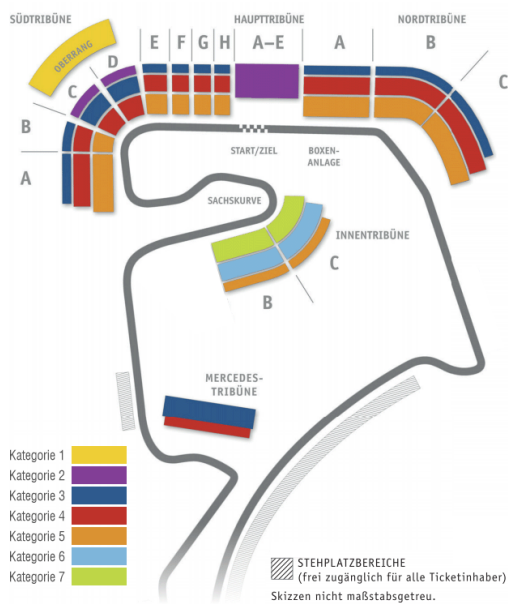 SÜDTRIBÜNE
HAUPTTRIBÜNE
NORDTRIBÜNE
E F G H A–E A B
OBERRANG
D
C
C
B
A
START/ZIEL
BOXEN-
ANLAGE
SACHSKURVE
INNENTRIBÜNE
C
B
MERCEDES-
TRIBÜNE
Kategorie 1
Kategorie 2
Kategorie 3
Kategorie 4
Kategorie 5
Kategorie 6
Kategorie 7
STEHPLATZBEREICHE
(frei zugänglich für alle Ticketinhaber)
Skizzen nicht maßstabsgetreu.